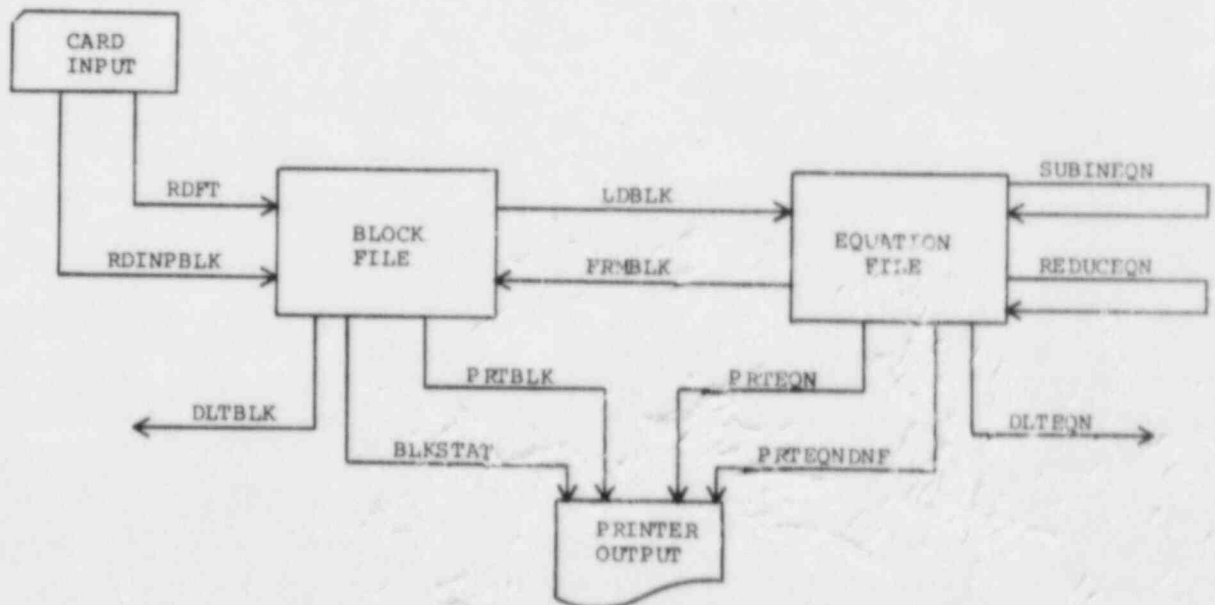 CARD
INPUT
RDFT
RDINPBLK
BLOCK
FILE
LDBLK
FRMBLK
EQUATION
FILE
SUBINEQN
REDUCEQN
PRTBLK
PRTEQN
DLTBLK
BLKSTAT
PRTEQNDNF
DLTEQN
PRINTER
OUTPUT